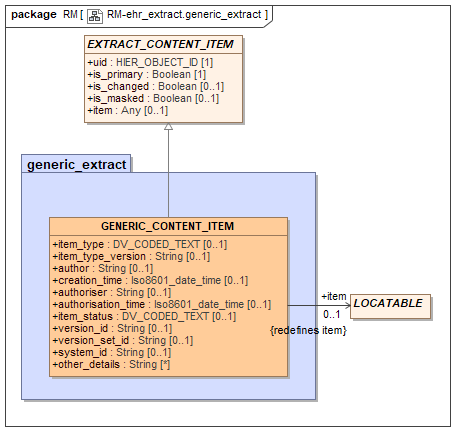 package RM[ RM-ehr_extract.generic_extract ]
EXTRACT_CONTENT_ITEM
+uid : HIER_OBJECT_ID [1]
+is_primary : Boolean [1]
+is_changed : Boolean [0..1]
+is_masked : Boolean [0..1]
+item : Any [0..1]
generic_extract
GENERIC_CONTENT_ITEM
+item_type : DV_CODED_TEXT [0..1]
+item_type_version : String [0..1]
+author : String [0..1]
+creation_time : Iso8601_date_time [0..1]
+authoriser : String [0..1]
+authorisation_time : Iso8601_date_time [0..1]
+item_status : DV_CODED_TEXT [0..1]
+version_id : String [0..1]
+version_set_id : String [0..1]
+system_id : String [0..1]
+other_details : String [*]
+item
0..1
{redefines item}
LOCATABLE